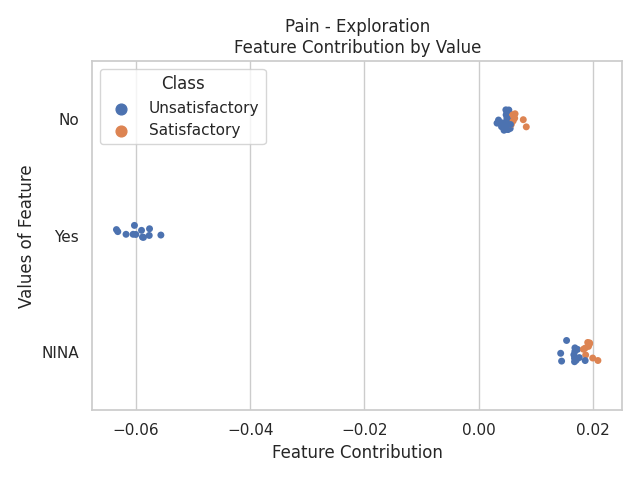 Pain - Exploration
Feature Contribution by Value
Class
Unsatisfactory
Satisfactory
No
Yes
NINA
Values of Feature
−0.06
−0.04
−0.02
0.00
0.02
Feature Contribution